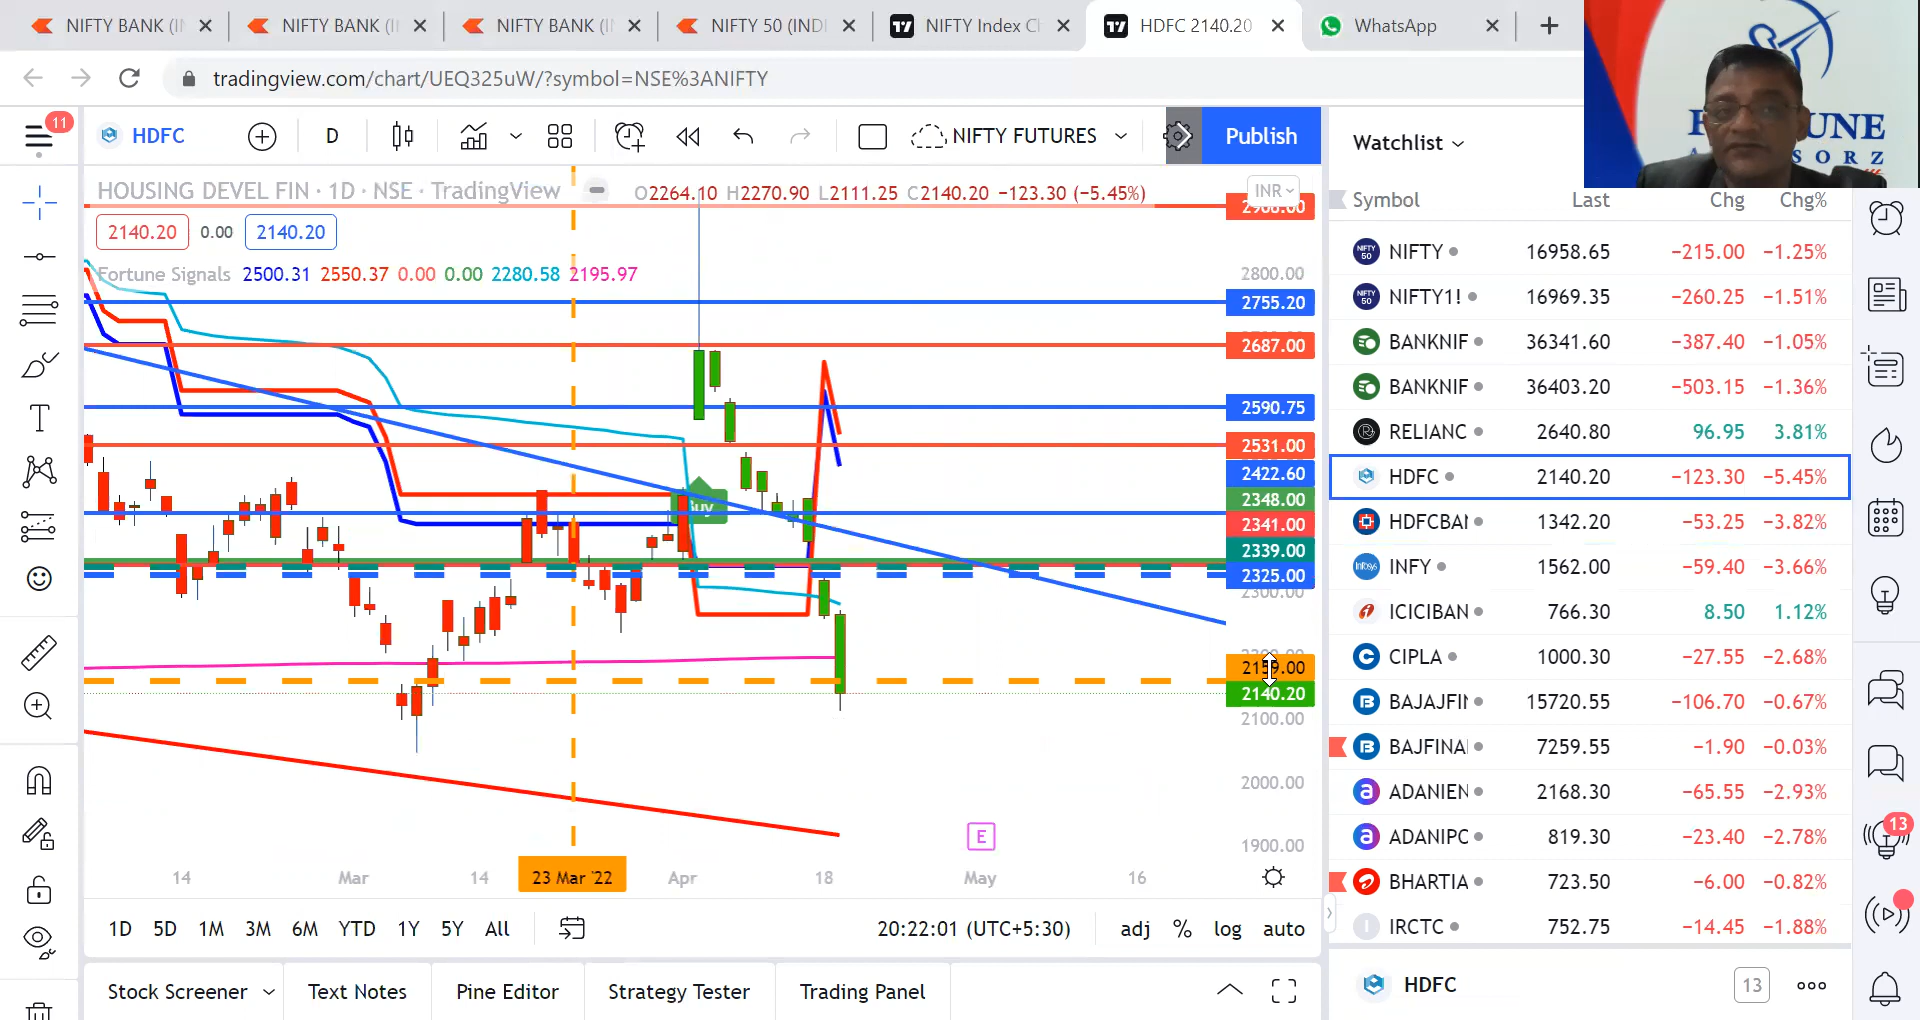 NIFTY BANK (IN
NIFTY BANK (I
NIFTY BANK (IN
NIFTY 50 (INDI
NIFTY Index Ch
HDFC 2140.20
WhatsApp
tradingview.com/chart/UEQ325uW/?symbol=NSE%3ANIFTY
11
HDFC
D
NIFTY FUTURES
Publish
HOUSING DEVEL FIN · 1D · NSE · TradingView
O2264.10 H2270.90 L2111.25 C2140.20 −123.30 (−5.45%)
INR
2140.20 0.00 2140.20
Fortune Signals 2500.31 2550.37 0.00 0.00 2280.58 2195.97
2800.00
2755.20
2687.00
2590.75
2531.00
2422.60
2348.00
2341.00
2339.00
2325.00
2300.00
2159.00
2140.20
2100.00
2000.00
1900.00
E
14 Mar 14 23 Mar '22 Apr 18 May 16
1D 5D 1M 3M 6M YTD 1Y 5Y All
20:22:01 (UTC+5:30)
adj % log auto
Stock Screener Text Notes Pine Editor Strategy Tester Trading Panel
Watchlist
Symbol Last Chg Chg%
NIFTY 16958.65 −215.00 −1.25%
NIFTY1! 16969.35 −260.25 −1.51%
BANKNIF 36341.60 −387.40 −1.05%
BANKNIF 36403.20 −503.15 −1.36%
RELIANC 2640.80 96.95 3.81%
HDFC 2140.20 −123.30 −5.45%
HDFCBAI 1342.20 −53.25 −3.82%
INFY 1562.00 −59.40 −3.66%
ICICIBAN 766.30 8.50 1.12%
CIPLA 1000.30 −27.55 −2.68%
BAJAJFII 15720.55 −106.70 −0.67%
BAJFINAI 7259.55 −1.90 −0.03%
ADANIEN 2168.30 −65.55 −2.93%
ADANIPC 819.30 −23.40 −2.78%
BHARTIA 723.50 −6.00 −0.82%
IRCTC 752.75 −14.45 −1.88%
HDFC 13
13